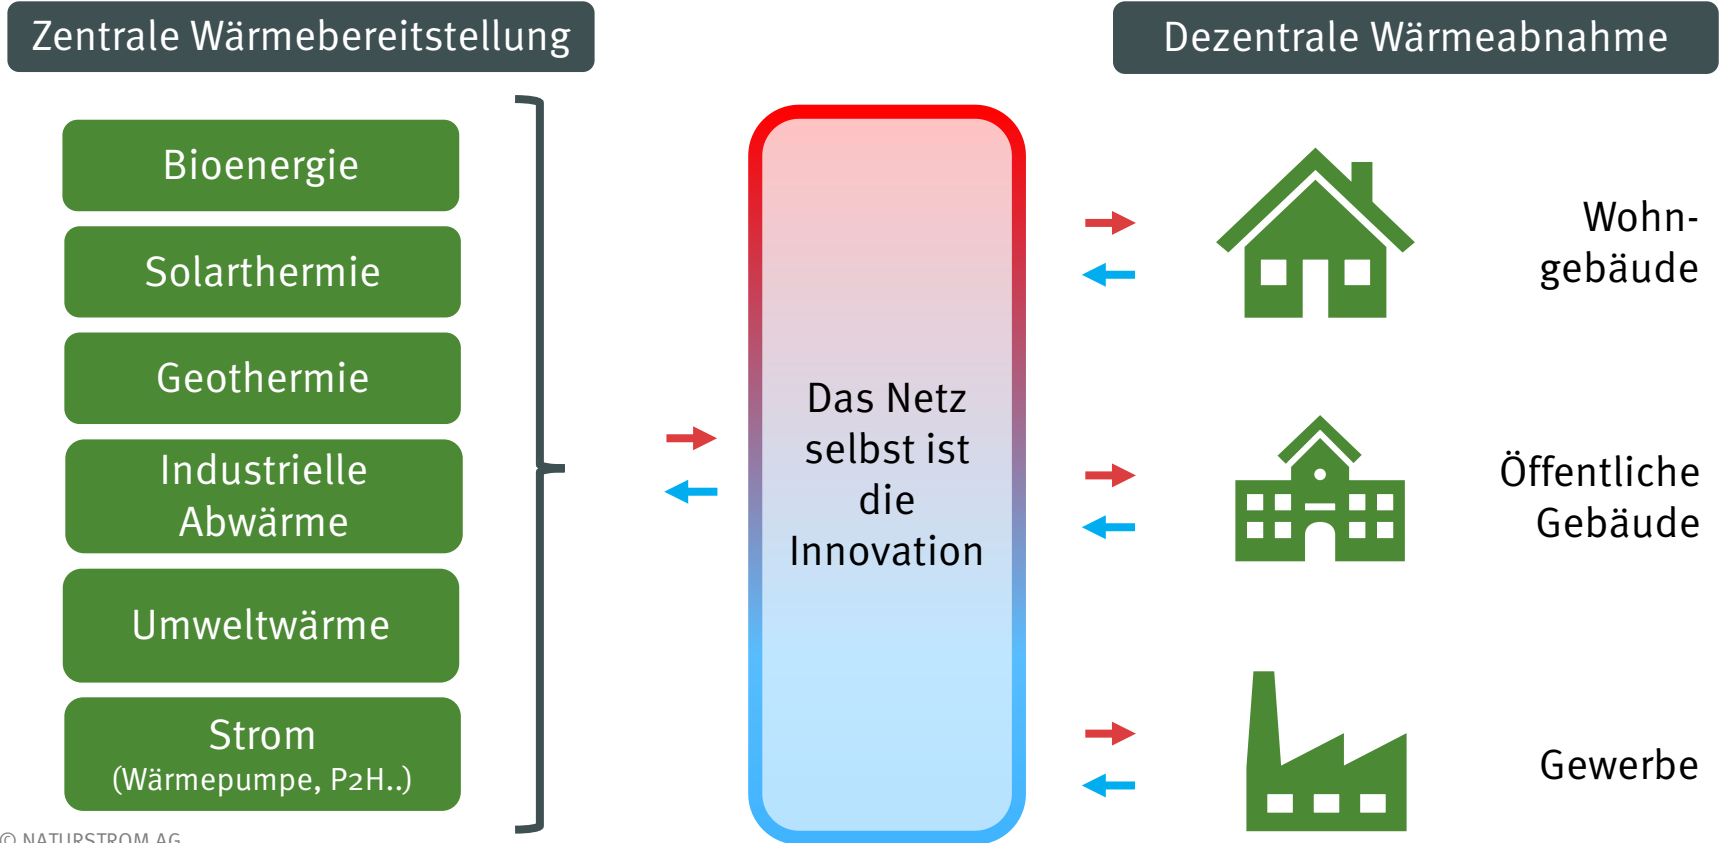 Zentrale Wärmebereitstellung
Dezentrale Wärmeabnahme
Bioenergie
Solarthermie
Geothermie
Industrielle
Abwärme
Umweltwärme
Strom
(Wärmepumpe, P2H..)
Das Netz
selbst ist
die
Innovation
Wohn-
gebäude
Öffentliche
Gebäude
Gewerbe
© NATURSTROM AG